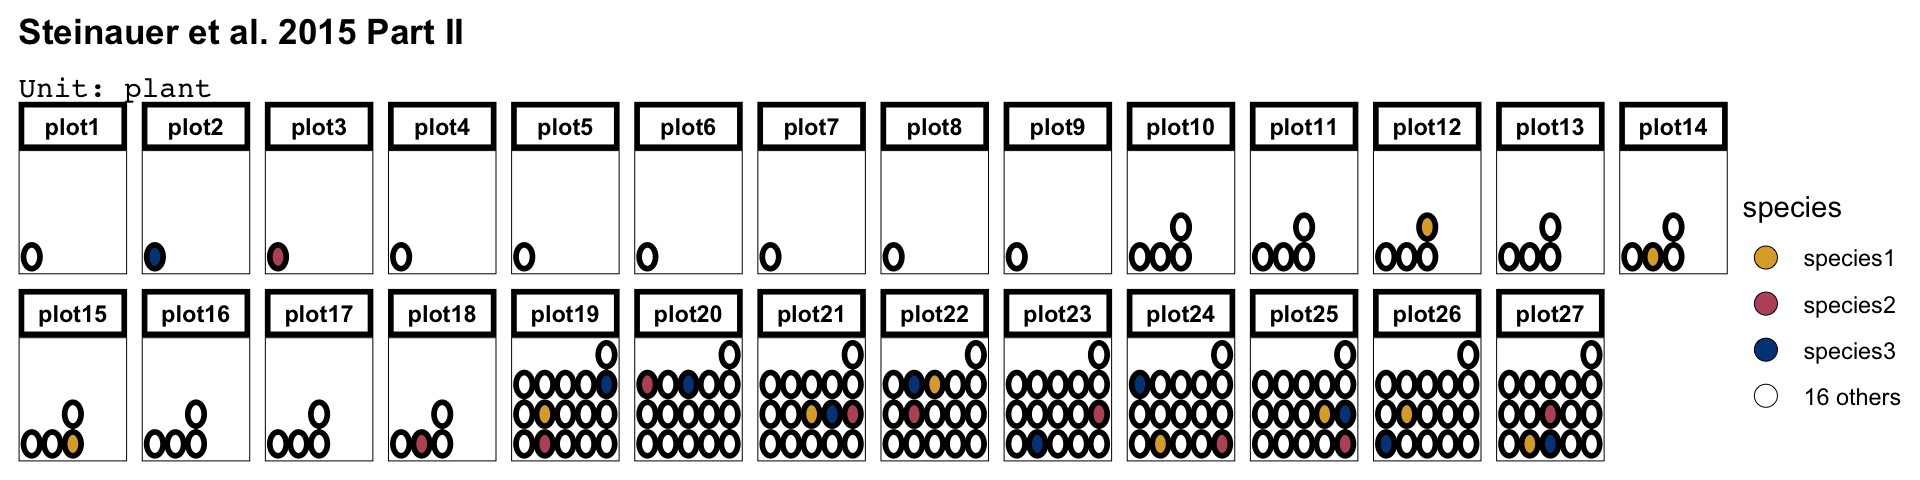 Steinauer et al. 2015 Part II
Unit: plant
plot1 plot2 plot3 plot4 plot5 plot6 plot7 plot8 plot9 plot10 plot11 plot12 plot13 plot14
plot15 plot16 plot17 plot18 plot19 plot20 plot21 plot22 plot23 plot24 plot25 plot26 plot27
species
species1
species2
species3
16 others